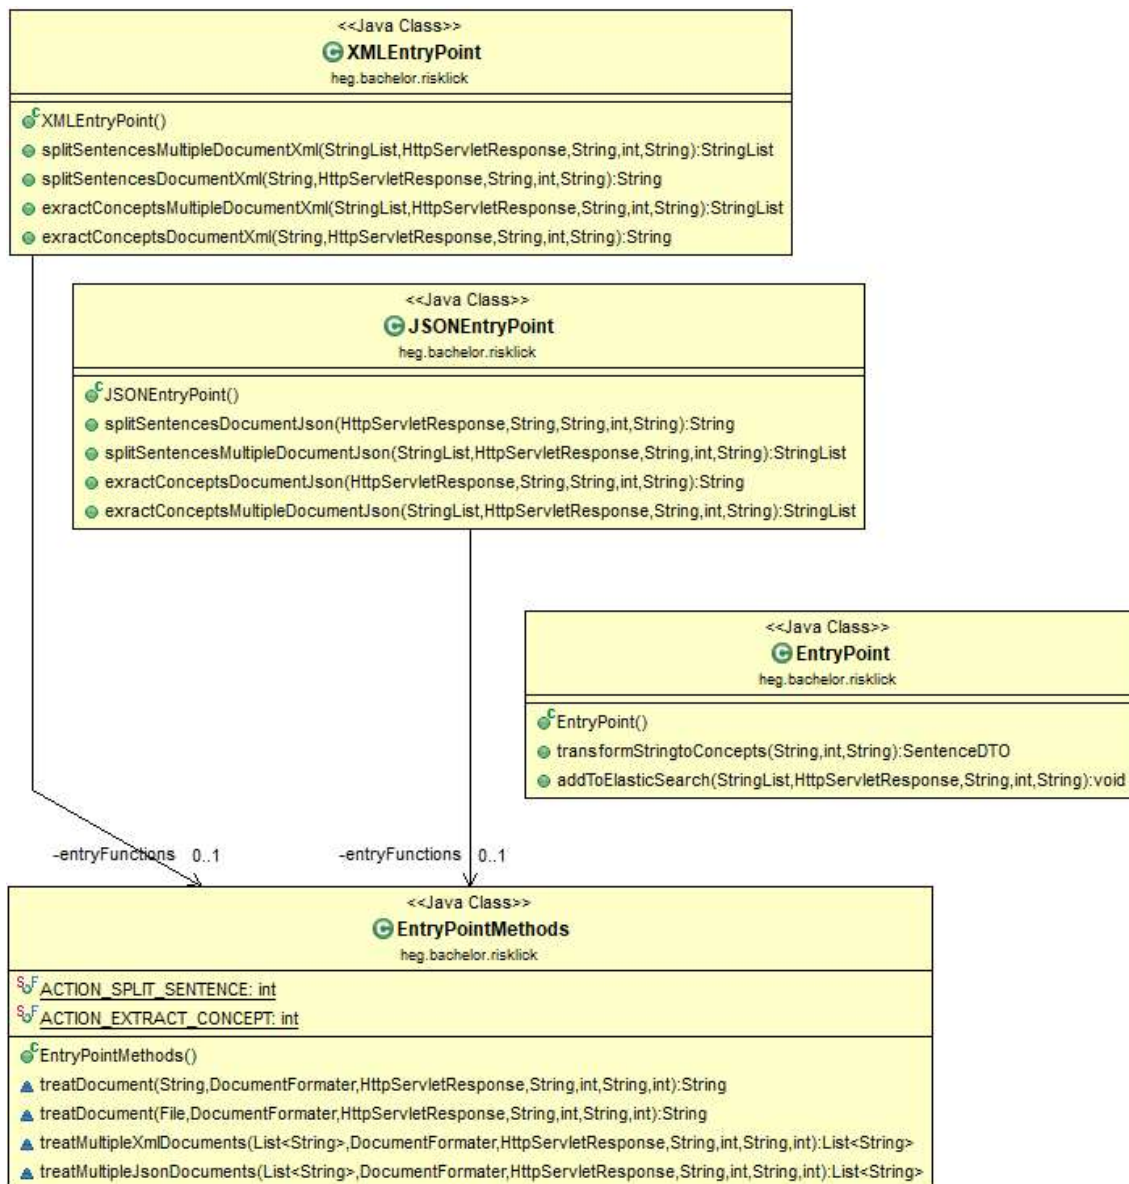 <<Java Class>>
XMLEntryPoint
heg.bachelor.risklick
XMLEntryPoint()
splitSentencesMultipleDocumentXml(StringList,HttpServletResponse,String,int,String):StringList
splitSentencesDocumentXml(String,HttpServletResponse,String,int,String):String
exractConceptsMultipleDocumentXml(StringList,HttpServletResponse,String,int,String):StringList
exractConceptsDocumentXml(String,HttpServletResponse,String,int,String):String
<<Java Class>>
JSONEntryPoint
heg.bachelor.risklick
JSONEntryPoint()
splitSentencesDocumentJson(HttpServletResponse,String,String,int,String):String
splitSentencesMultipleDocumentJson(StringList,HttpServletResponse,String,int,String):StringList
exractConceptsDocumentJson(HttpServletResponse,String,String,int,String):String
exractConceptsMultipleDocumentJson(StringList,HttpServletResponse,String,int,String):StringList
<<Java Class>>
EntryPoint
heg.bachelor.risklick
EntryPoint()
transformStringtoConcepts(String,int,String):SentenceDTO
addToElasticSearch(StringList,HttpServletResponse,String,int,String):void
-entryFunctions 0..1
-entryFunctions 0..1
<<Java Class>>
EntryPointMethods
heg.bachelor.risklick
ACTION_SPLIT_SENTENCE: int
ACTION_EXTRACT_CONCEPT: int
EntryPointMethods()
treatDocument(String,DocumentFormater,HttpServletResponse,String,int,String,int):String
treatDocument(File,DocumentFormater,HttpServletResponse,String,int,String,int):String
treatMultipleXmlDocuments(List<String>,DocumentFormater,HttpServletResponse,String,int,String,int):List<String>
treatMultipleJsonDocuments(List<String>,DocumentFormater,HttpServletResponse,String,int,String,int):List<String>